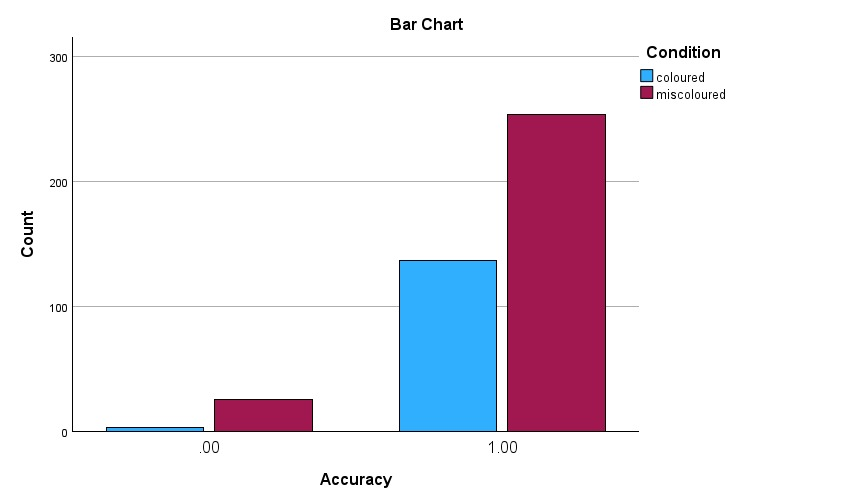 Bar Chart
Condition
coloured
miscoloured
300
200
100
0
Count
.00
1.00
Accuracy